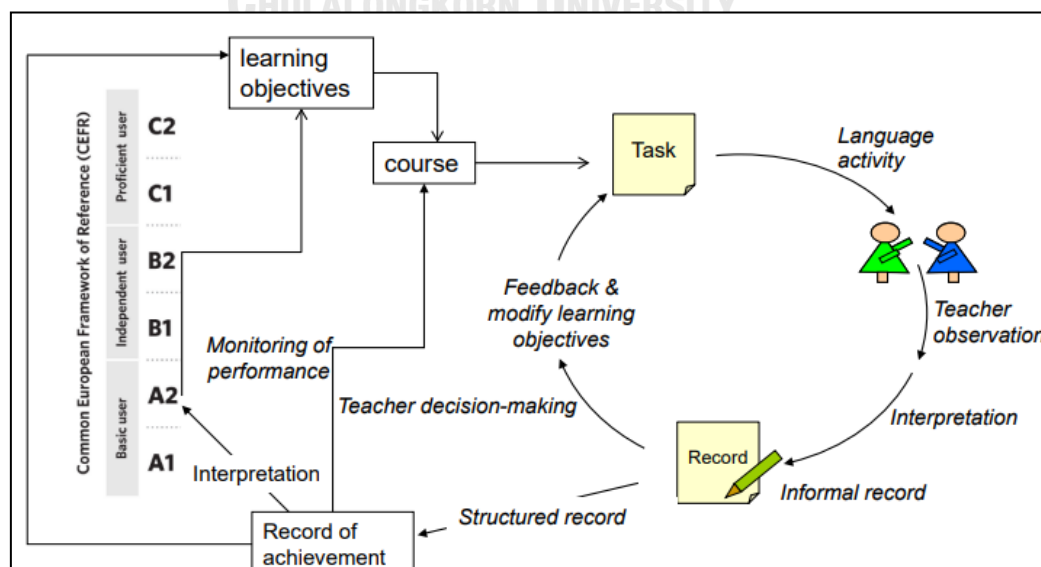 CHULALONGKORN UNIVERSITY
learning
objectives
course
Task
Language
activity
Teacher
observation
Interpretation
Informal record
Record
Feedback &
modify learning
objectives
Structured record
Record of
achievement
Interpretation
Monitoring of
performance
Teacher decision-making
Common European Framework of Reference (CEFR)
Proficient user
C2
C1
Independent user
B2
B1
Basic user
A2
A1